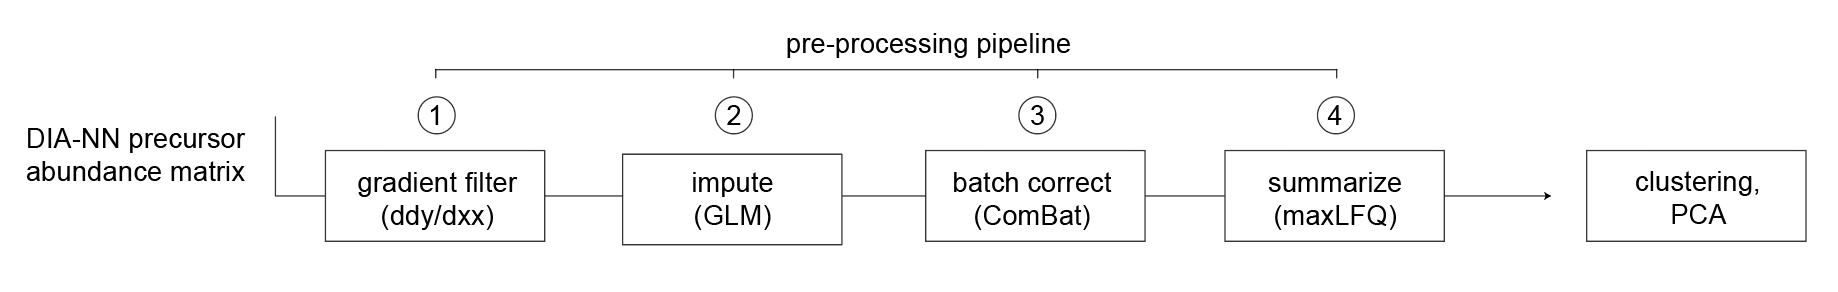 pre-processing pipeline
1
2
3
4
DIA-NN precursor
abundance matrix
gradient filter
(ddy/dxx)
impute
(GLM)
batch correct
(ComBat)
summarize
(maxLFQ)
clustering,
PCA